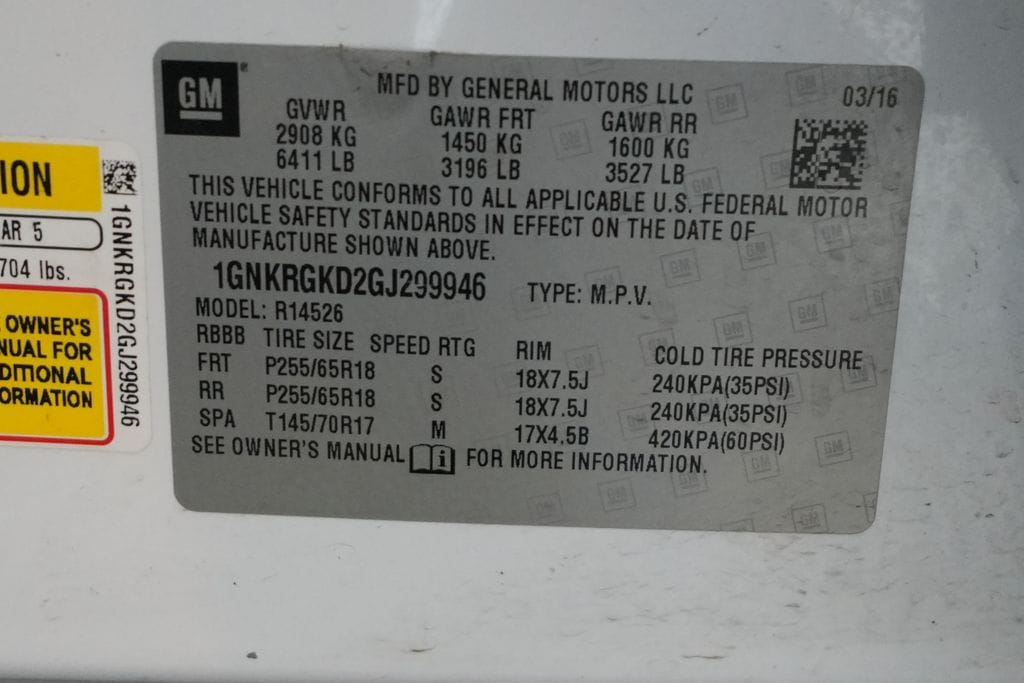 GM
MFD BY GENERAL MOTORS LLC 03/16
GVWR GAWR FRT GAWR RR
2908 KG 1450 KG 1600 KG
6411 LB 3196 LB 3527 LB
THIS VEHICLE CONFORMS TO ALL APPLICABLE U.S. FEDERAL MOTOR
VEHICLE SAFETY STANDARDS IN EFFECT ON THE DATE OF
MANUFACTURE SHOWN ABOVE.
1GNKRGKD2GJ299946 TYPE: M.P.V.
MODEL: R14526
RBBB TIRE SIZE SPEED RTG RIM COLD TIRE PRESSURE
FRT P255/65R18 S 18X7.5J 240KPA(35PSI)
RR P255/65R18 S 18X7.5J 240KPA(35PSI)
SPA T145/70R17 M 17X4.5B 420KPA(60PSI)
SEE OWNER'S MANUAL i FOR MORE INFORMATION.
ION
AR 5
704 lbs.
OWNER'S
NUAL FOR
DITIONAL
ORMATION
1GNKRGKD2GJ299946